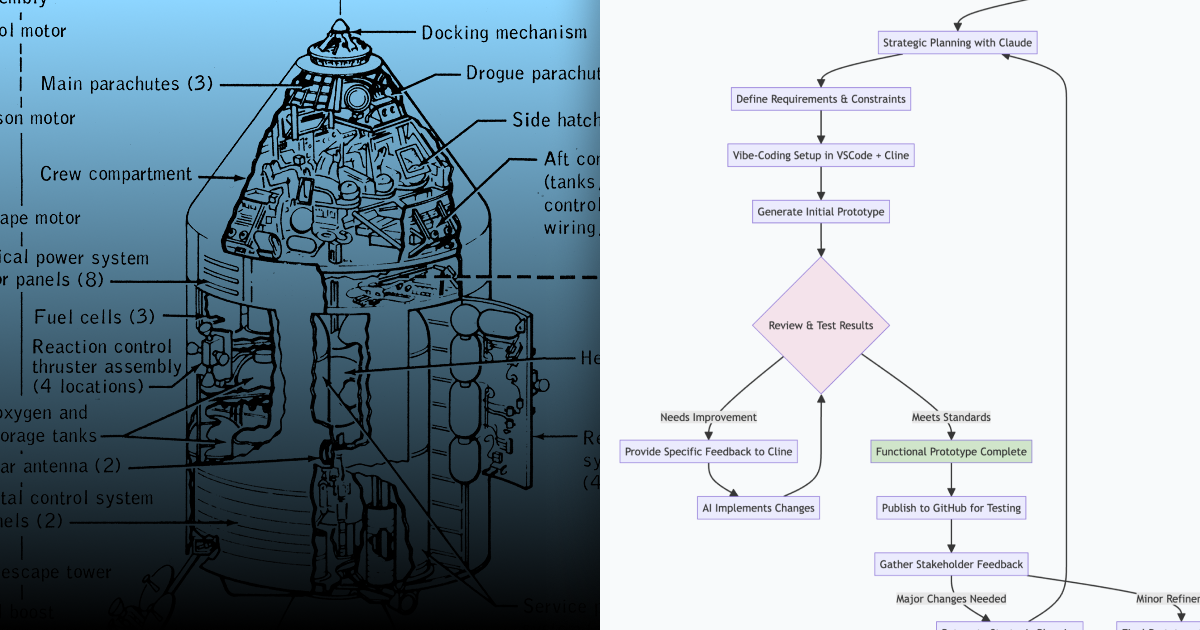 Docking mechanism
ol motor
Main parachutes (3)
Drogue parachut
son motor
Side hatch
Crew compartment
Aft con
(tanks,
control
wiring,
ape motor
ical power system
r panels (8)
Fuel cells (3)
Reaction control
thruster assembly
(4 locations)
He
oxygen and
orage tanks
Re
sy
(4
ar antenna (2)
tal control system
nels (2)
escape tower
Service
Strategic Planning with Claude
Define Requirements & Constraints
Vibe-Coding Setup in VSCode + Cline
Generate Initial Prototype
Review & Test Results
Needs Improvement
Meets Standards
Provide Specific Feedback to Cline
Functional Prototype Complete
AI Implements Changes
Publish to GitHub for Testing
Gather Stakeholder Feedback
Major Changes Needed
Minor Refiner